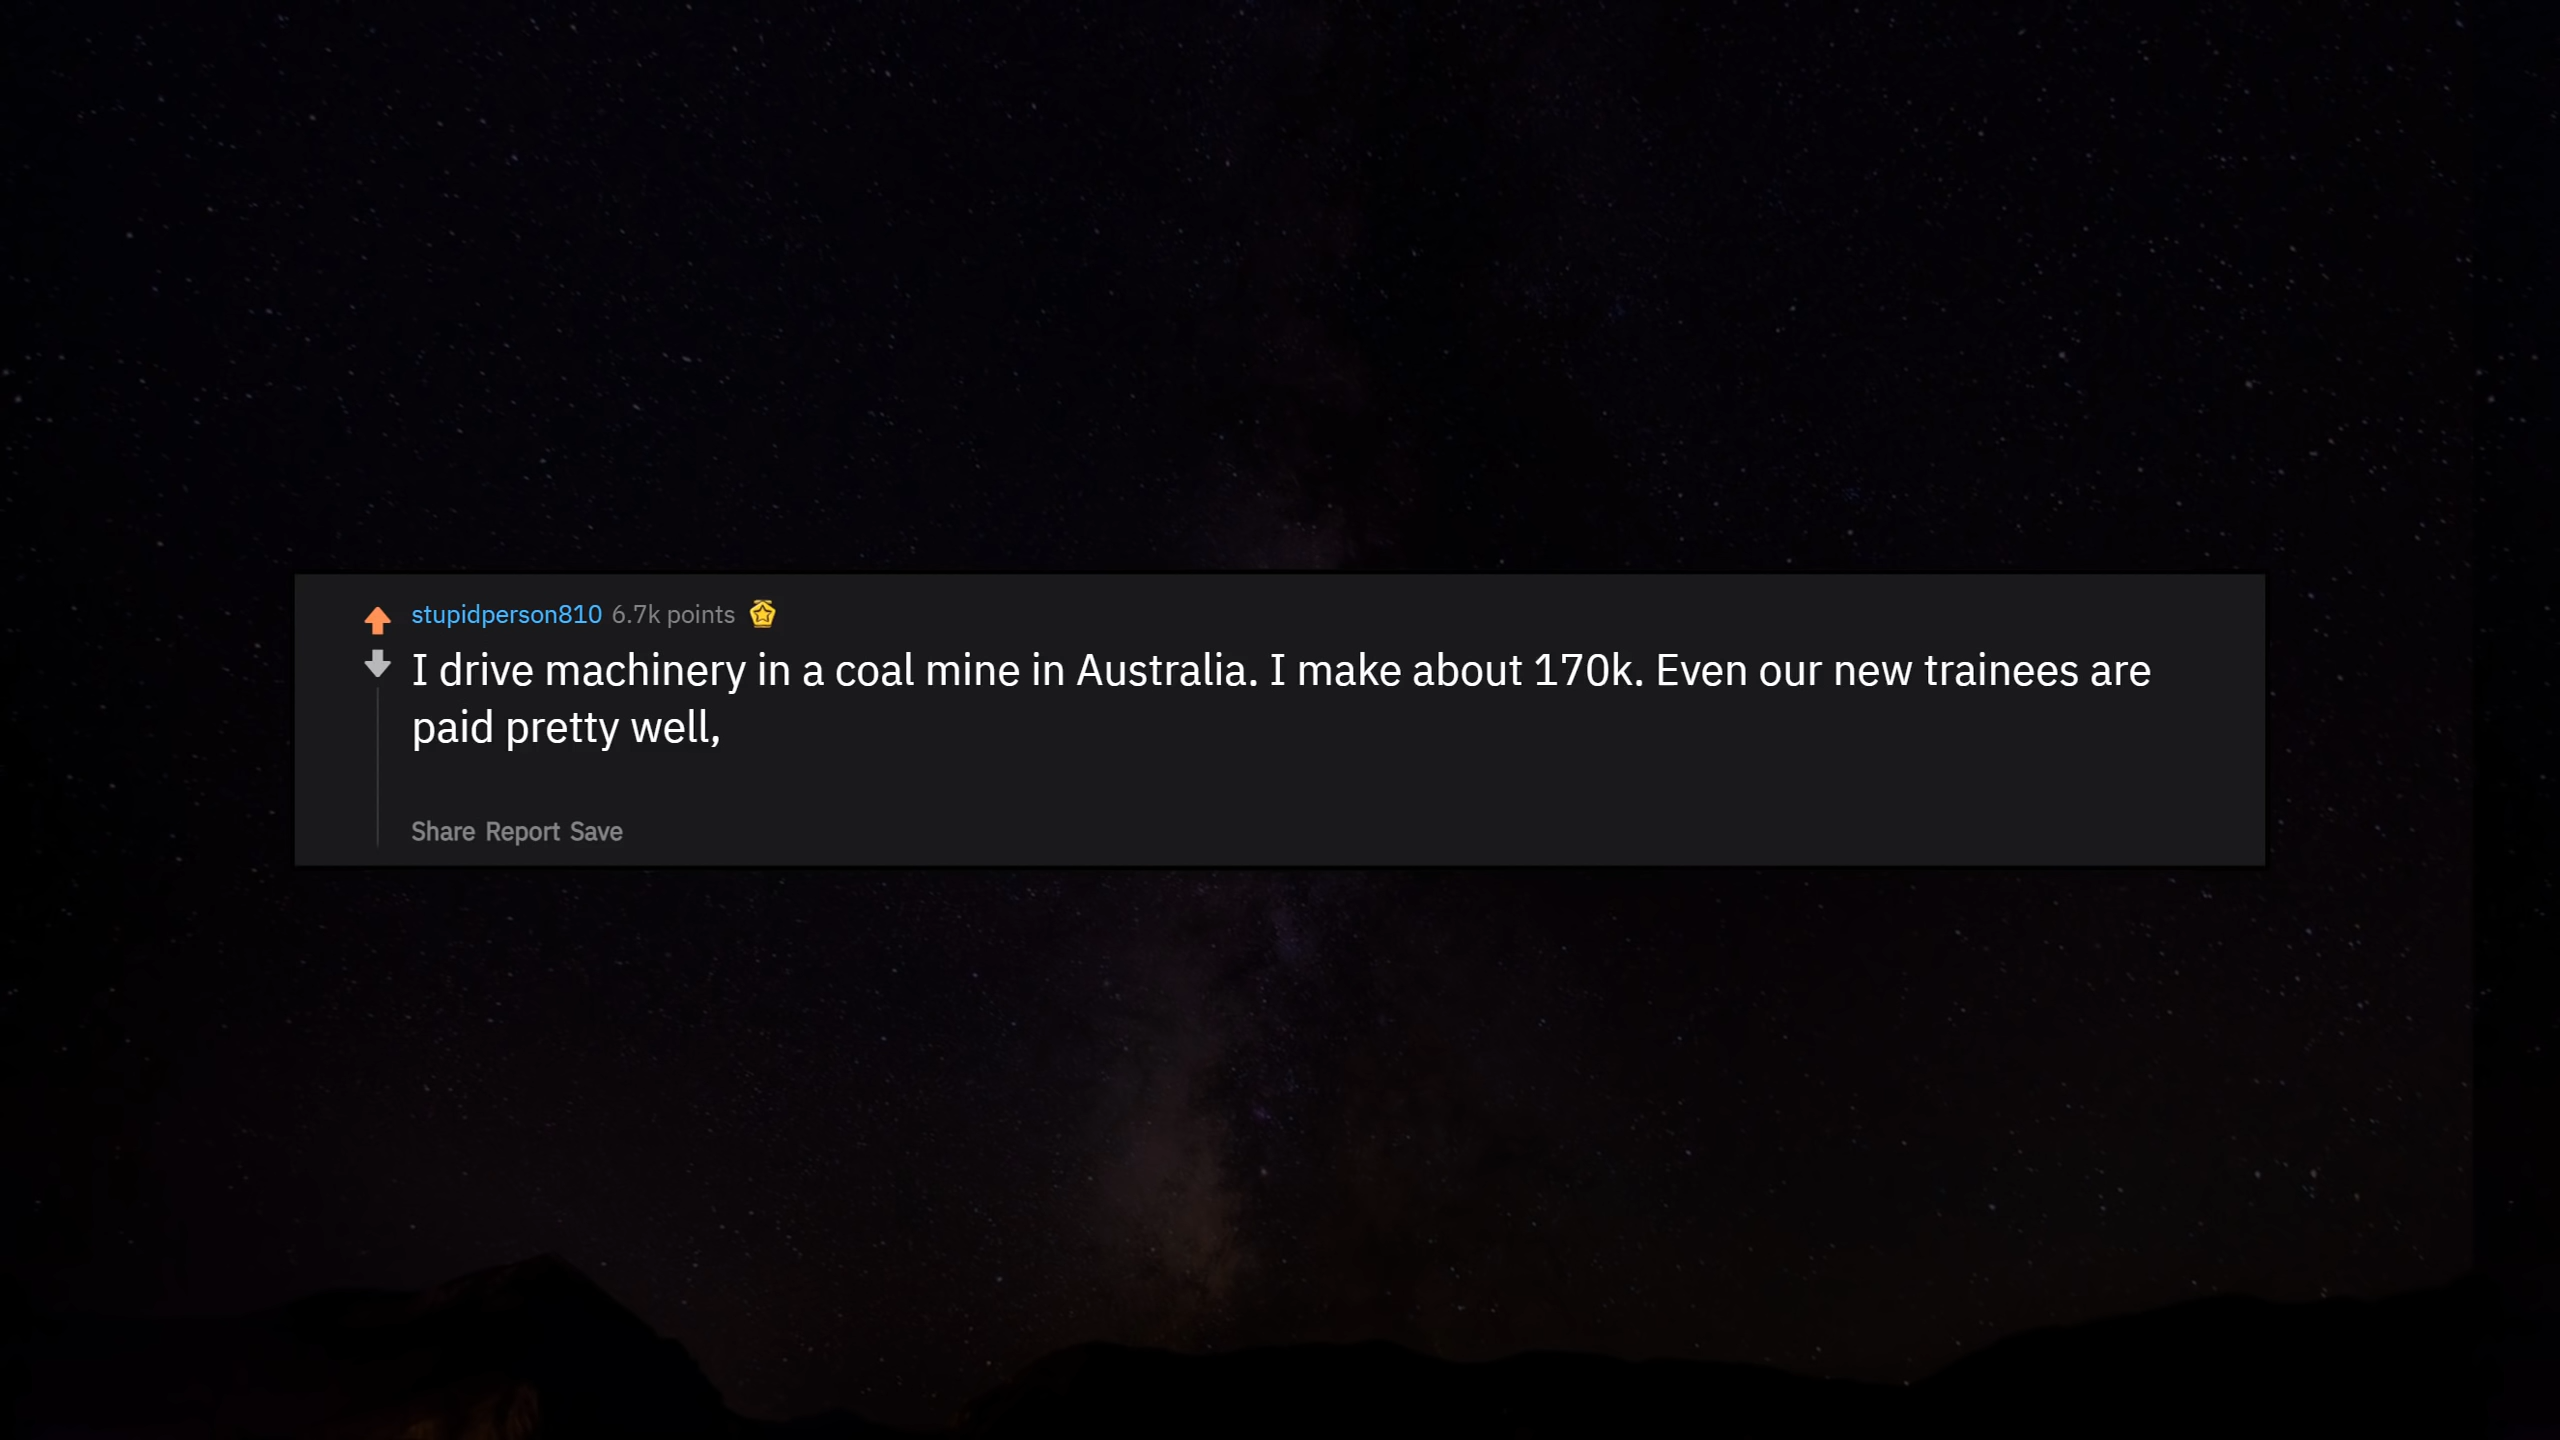 stupidperson810 6.7k points
I drive machinery in a coal mine in Australia. I make about 170k. Even our new trainees are
paid pretty well,
Share Report Save